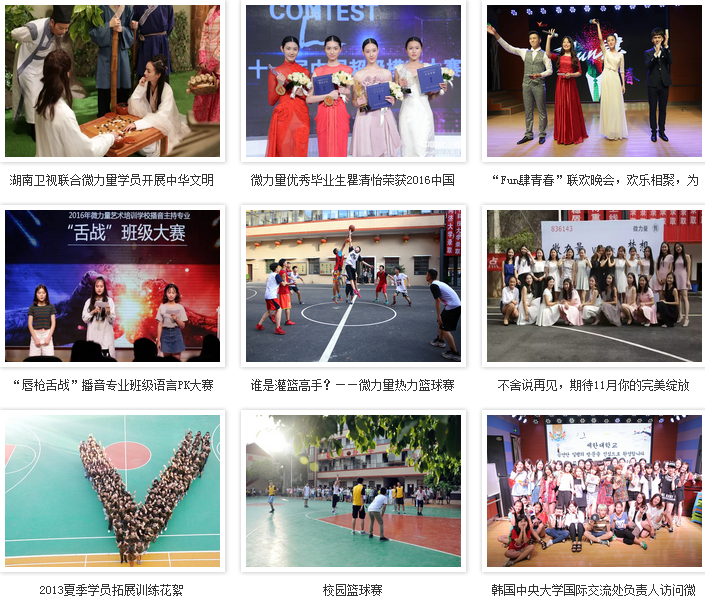 CONTEST
湖南卫视联合微力量学员开展中华文明
微力量优秀毕业生瞿清怡荣获2016中国
“Fun肆青春”联欢晚会，欢乐相聚，为
2016年微力量艺术培训学校播音主持专业
“舌战”班级大赛
836143
微力量
“唇枪舌战”播音专业班级语言PK大赛
谁是灌篮高手？－－微力量热力篮球赛
不舍说再见，期待11月你的完美绽放
2013夏季学员拓展训练花絮
校园篮球赛
韩国中央大学国际交流处负责人访问微